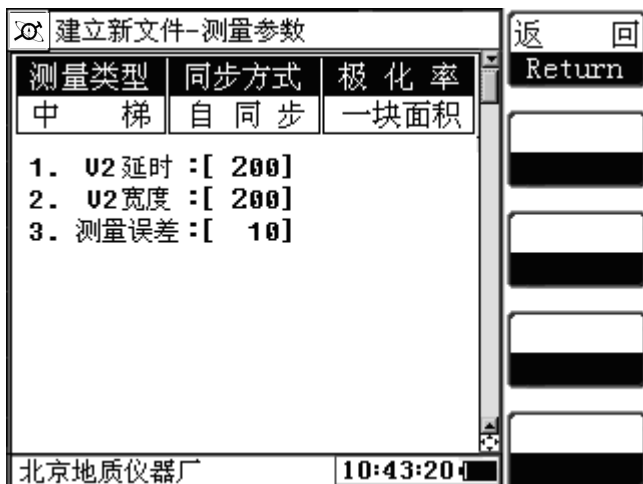 建立新文件-测量参数
返 回
Return
测量类型 同步方式 极 化 率
中 梯 自 同 步 一块面积
1. V2延时:[ 200]
2. V2宽度:[ 200]
3. 测量误差:[ 10]
北京地质仪器厂 10:43:20